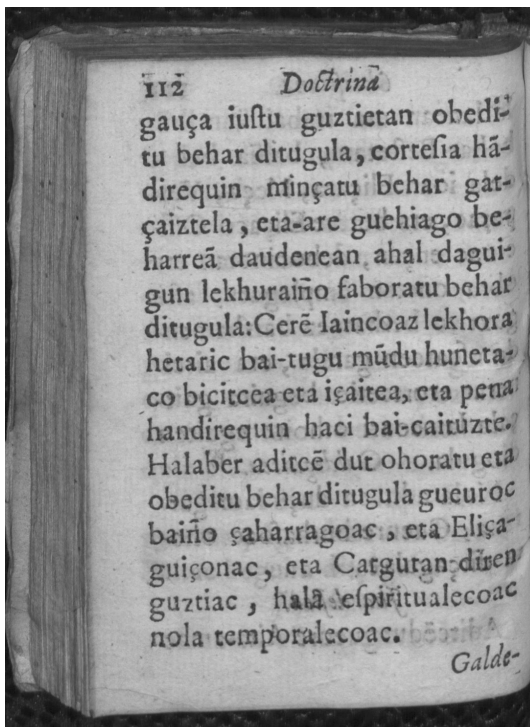 112 Doctrina
gauça iuſtu guztietan obedi-
tu behar ditugula, corteſia hã-
direquin minçatu behar gat-
çaiztela, eta-are guehiago be-
harreã daudenean ahal dagui-
gun lekhuraiño faboratu behar
ditugula: Cerẽ Iaincoaz lekhora
hetaric bai-tugu mũdu huneta-
co bicitcea eta içaitea, eta pena
handirequin haci bai-caituzte.
Halaber aditcẽ dut ohoratu eta
obeditu behar ditugula gueuroc
baiño çaharragoac, eta Eliça-
guiçonac, eta Cargutan diren
guztiac, halã eſpiritualecoac
nola temporalecoac.
Galde-